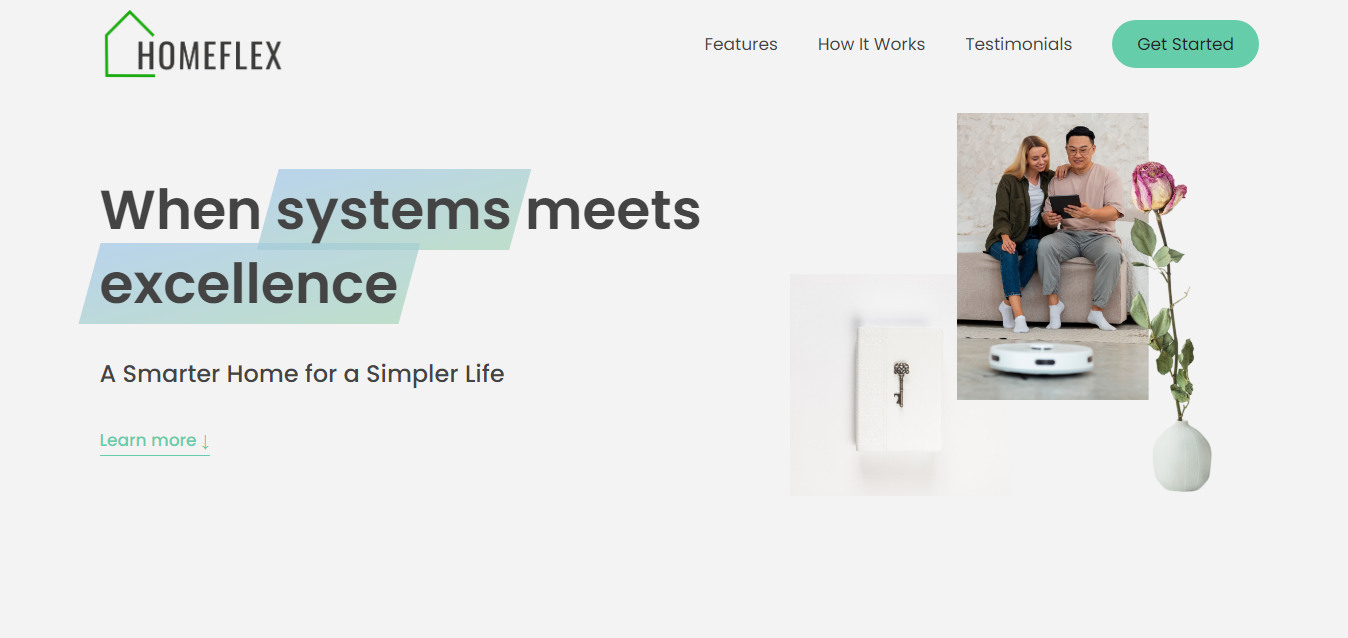 HOMEFLEX
Features
How It Works
Testimonials
Get Started
When systems meets
excellence
A Smarter Home for a Simpler Life
Learn more ↓